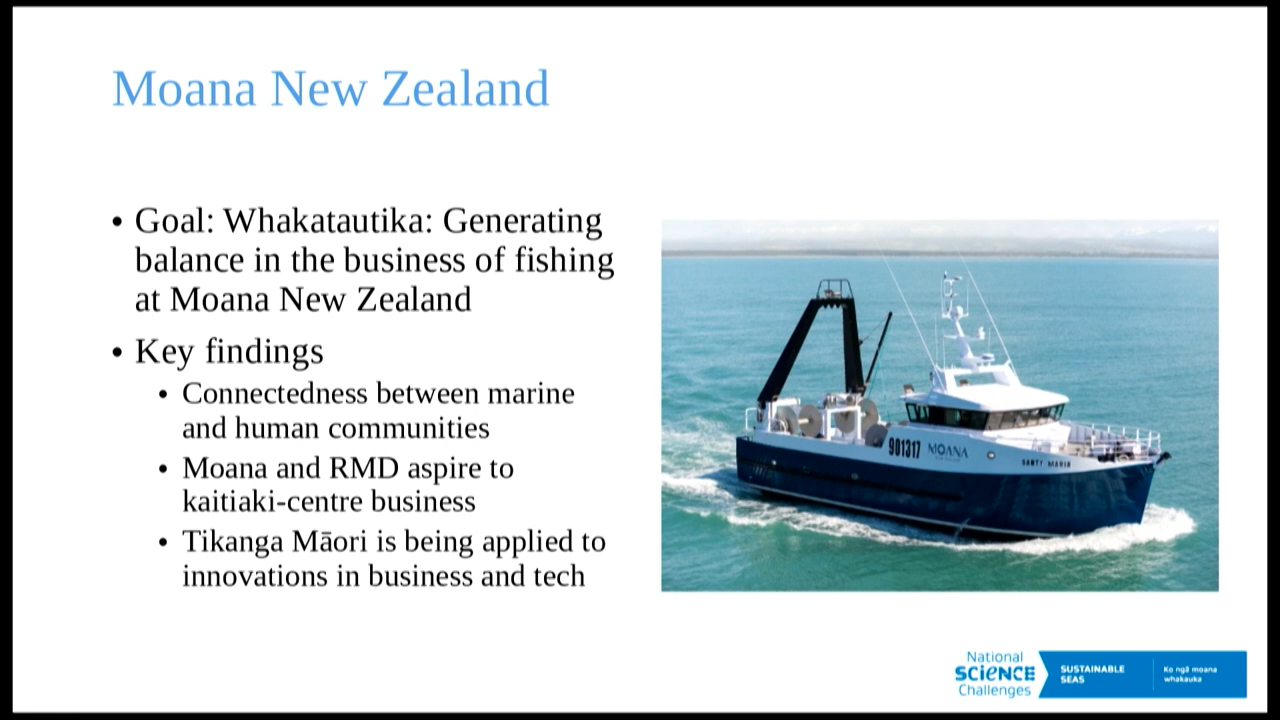 Moana New Zealand
• Goal: Whakatautika: Generating
balance in the business of fishing
at Moana New Zealand
• Key findings
• Connectedness between marine
and human communities
• Moana and RMD aspire to
kaitiaki-centre business
• Tikanga Māori is being applied to
innovations in business and tech
901317 MOANA
SANTY MARIA
National
SCIENCE
Challenges
SUSTAINABLE
SEAS
Ko ngā moana
whakauka